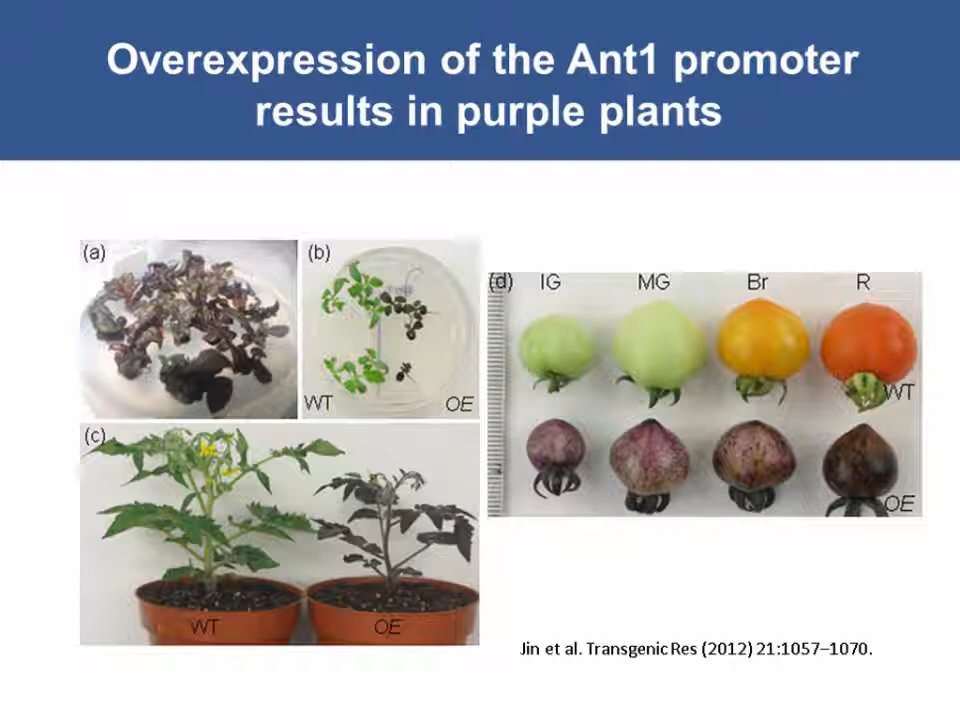 Overexpression of the Ant1 promoter
results in purple plants
(a)
(b)
WT
OE
(c)
WT
OE
(d) IG MG Br R
WT
OE
Jin et al. Transgenic Res (2012) 21:1057–1070.